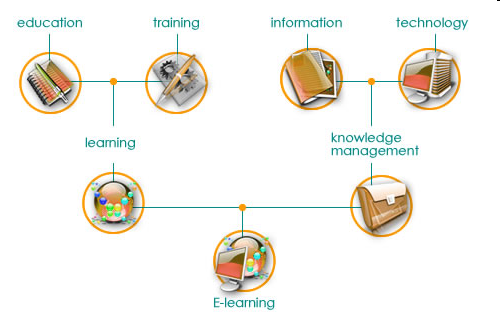 education
training
information
technology
learning
knowledge
management
E-learning